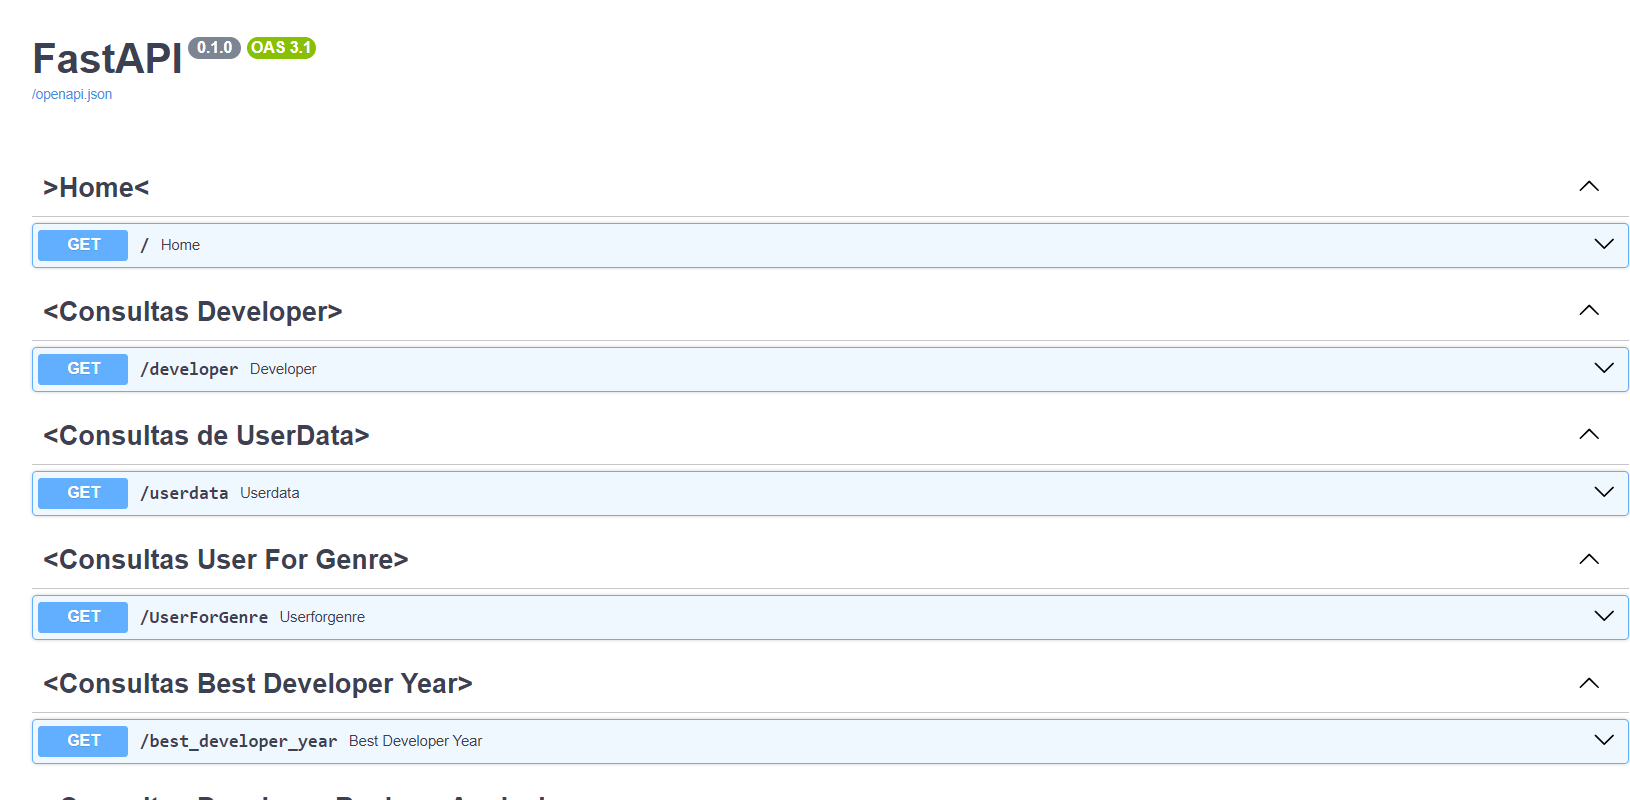 FastAPI 0.1.0 OAS 3.1
/openapi.json
>Home<
GET / Home
<Consultas Developer>
GET /developer Developer
<Consultas de UserData>
GET /userdata Userdata
<Consultas User For Genre>
GET /UserForGenre Userforgenre
<Consultas Best Developer Year>
GET /best_developer_year Best Developer Year